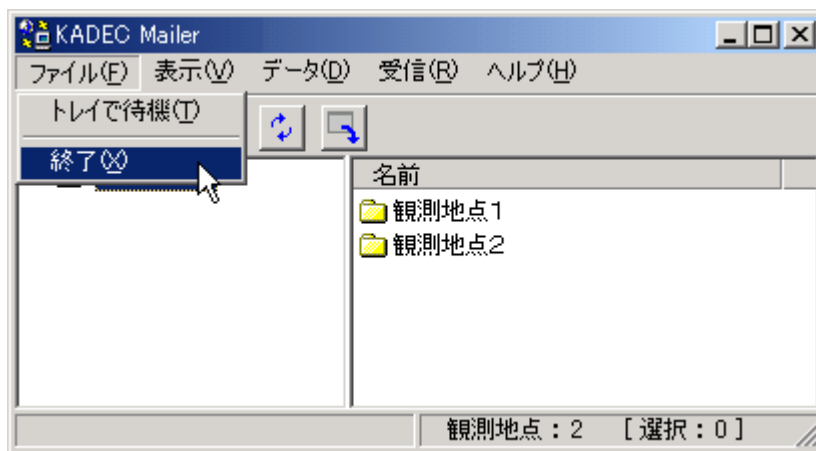 KADEC Mailer
ファイル(F) 表示(V) データ(D) 受信(R) ヘルプ(H)
トレイで待機(T)
終了(X)
名前
観測地点1
観測地点2
観測地点:2 [選択:0]